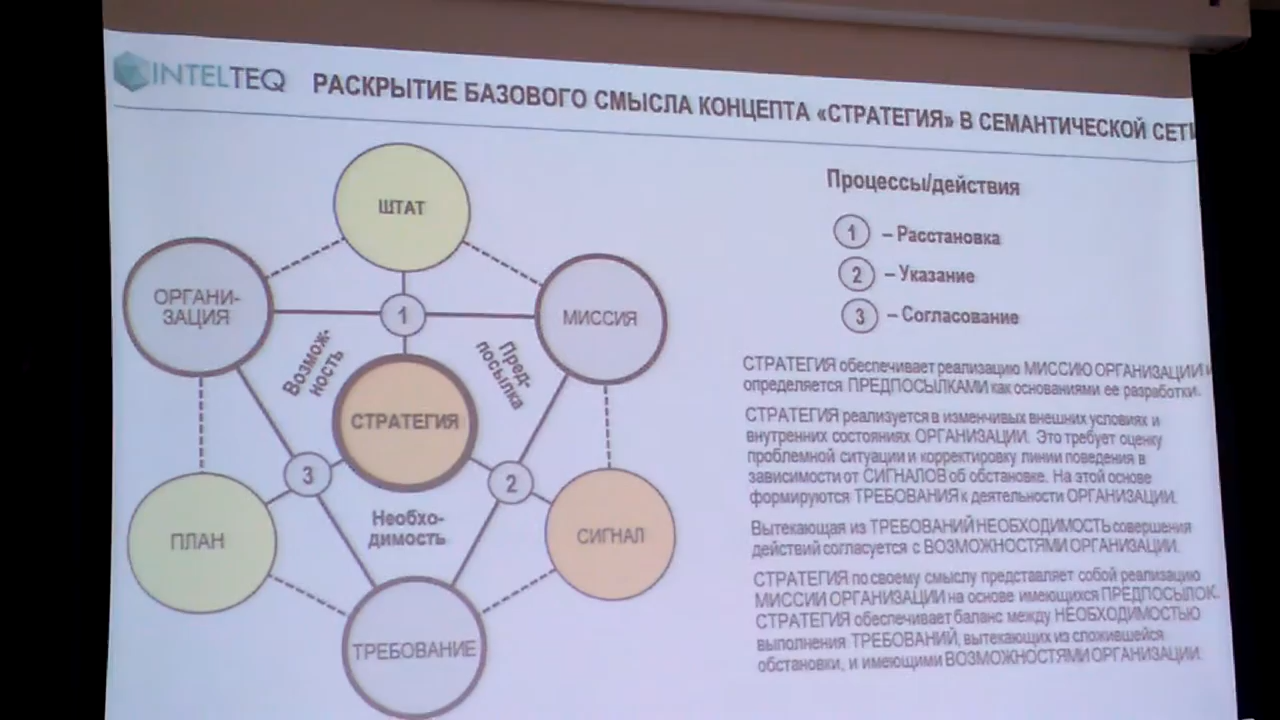 INTELTEQ
РАСКРЫТИЕ БАЗОВОГО СМЫСЛА КОНЦЕПТА «СТРАТЕГИЯ» В СЕМАНТИЧЕСКОЙ СЕТИ
ШТАТ
ОРГАНИ-
ЗАЦИЯ
1
МИССИЯ
Возмож-
ность
Пред-
посылка
СТРАТЕГИЯ
3
2
Необхо-
димость
ПЛАН
СИГНАЛ
ТРЕБОВАНИЕ
Процессы/действия
1 – Расстановка
2 – Указание
3 – Согласование
СТРАТЕГИЯ обеспечивает реализацию МИССИЮ ОРГАНИЗАЦИИ и
определяется ПРЕДПОСЫЛКАМИ как основаниями ее разработки.
СТРАТЕГИЯ реализуется в изменчивых внешних условиях и
внутренних состояниях ОРГАНИЗАЦИИ. Это требует оценку
проблемной ситуации и корректировку линии поведения в
зависимости от СИГНАЛОВ об обстановке. На этой основе
формируются ТРЕБОВАНИЯ к деятельности ОРГАНИЗАЦИИ.
Вытекающая из ТРЕБОВАНИЙ НЕОБХОДИМОСТЬ совершения
действий согласуется с ВОЗМОЖНОСТЯМИ ОРГАНИЗАЦИИ.
СТРАТЕГИЯ по своему смыслу представляет собой реализацию
МИССИИ ОРГАНИЗАЦИИ на основе имеющихся ПРЕДПОСЫЛОК.
СТРАТЕГИЯ обеспечивает баланс между НЕОБХОДИМОСТЬЮ
выполнения ТРЕБОВАНИЙ, вытекающих из сложившейся
обстановки, и имеющими ВОЗМОЖНОСТЯМИ ОРГАНИЗАЦИИ.